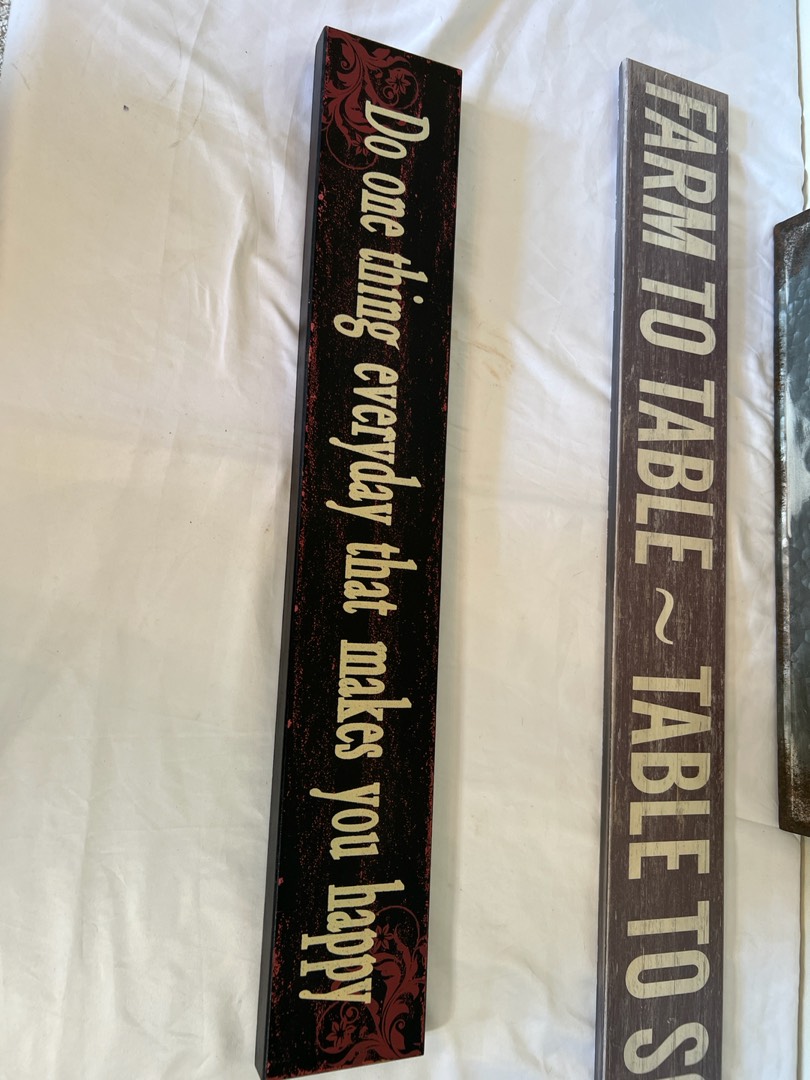 Do one thing everyday that makes you happy
FARM TO TABLE ~ TABLE TO